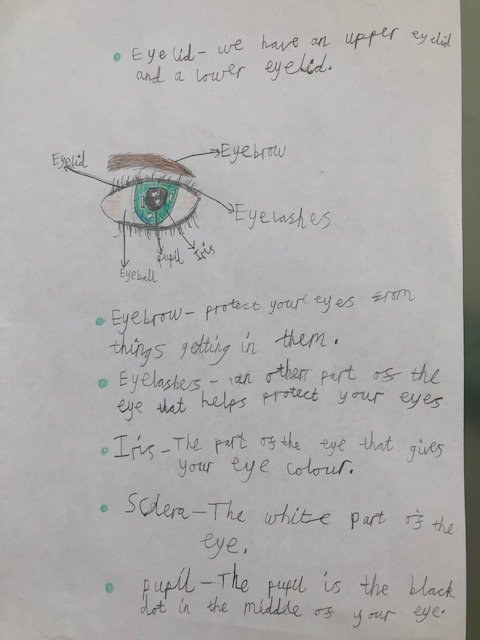 Eyelid - we have an upper eyelid
and a lower eyelid.
Eyelid
Eyebrow
Eyelashes
Iris
Pupil
Eyeball
Eyebrow - protect your eyes from
things getting in them.
Eyelashes - an other part of the
eye that helps protect your eyes
Iris - The part of the eye that gives
your eye colour.
Sclera - The white part of the
eye.
pupil - The pupil is the black
dot in the middle of your eye.